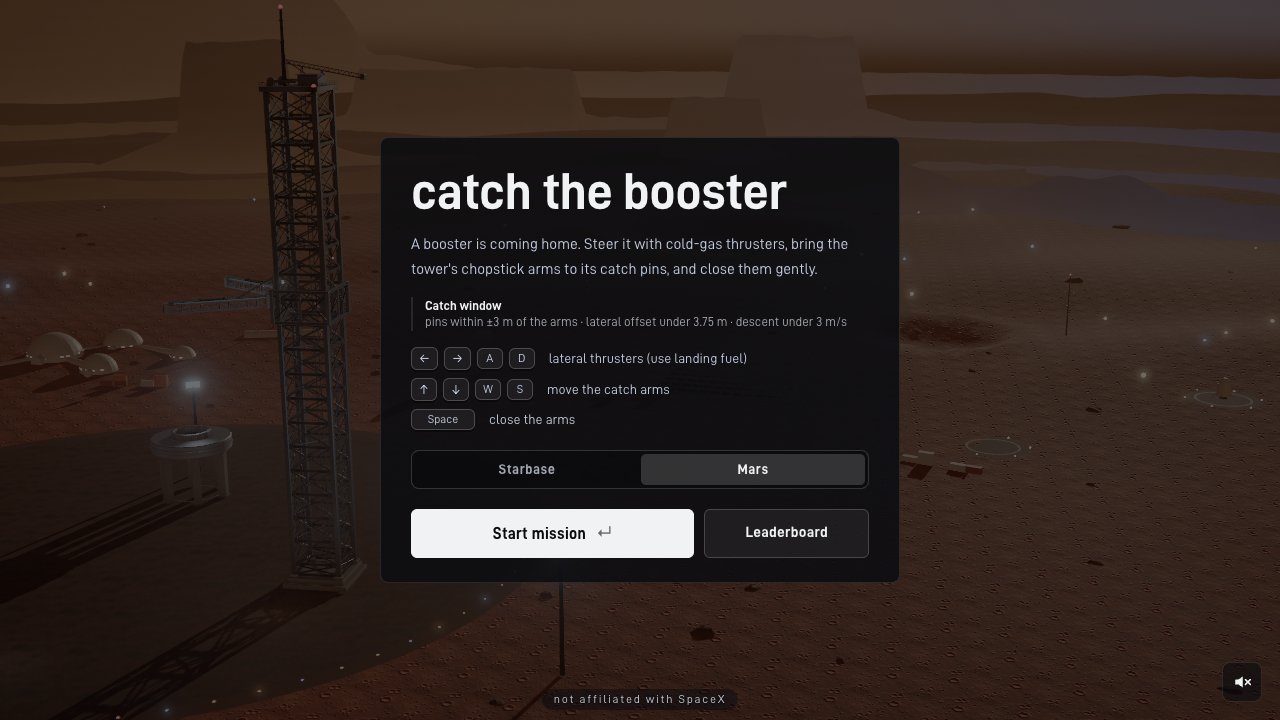 catch the booster
A booster is coming home. Steer it with cold-gas thrusters, bring the
tower's chopstick arms to its catch pins, and close them gently.
Catch window
pins within ±3 m of the arms · lateral offset under 3.75 m · descent under 3 m/s
← → A D lateral thrusters (use landing fuel)
↑ ↓ W S move the catch arms
Space close the arms
Starbase Mars
Start mission ↵ Leaderboard
not affiliated with SpaceX